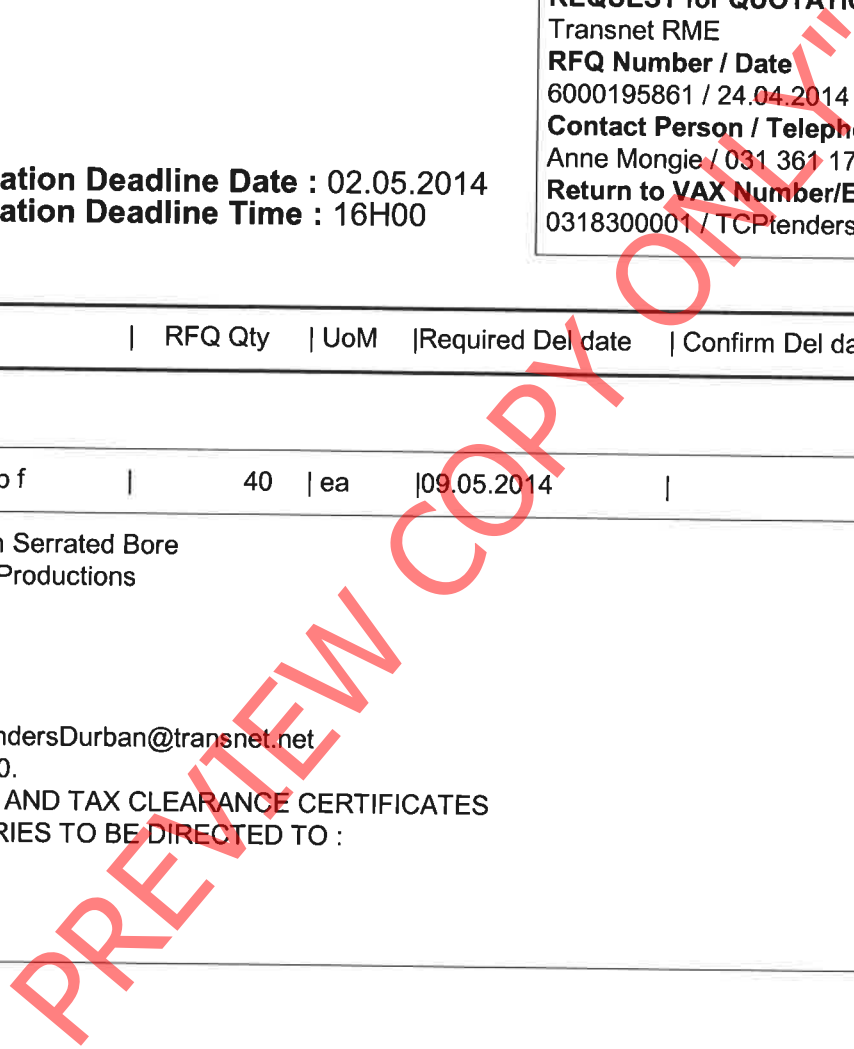 REQUEST for QUOTATIO
Transnet RME
RFQ Number / Date
6000195861 / 24.04.2014
Contact Person / Teleph
Anne Mongie / 031 361 17
Return to VAX Number/E
0318300001 / TCPtenders
ation Deadline Date : 02.05.2014
ation Deadline Time : 16H00
| RFQ Qty | UoM |Required Del date | Confirm Del da
o f | 40 | ea |09.05.2014 |
n Serrated Bore
Productions
ndersDurban@transnet.net
0.
AND TAX CLEARANCE CERTIFICATES
RIES TO BE DIRECTED TO :
PREVIEW COPY ONLY"